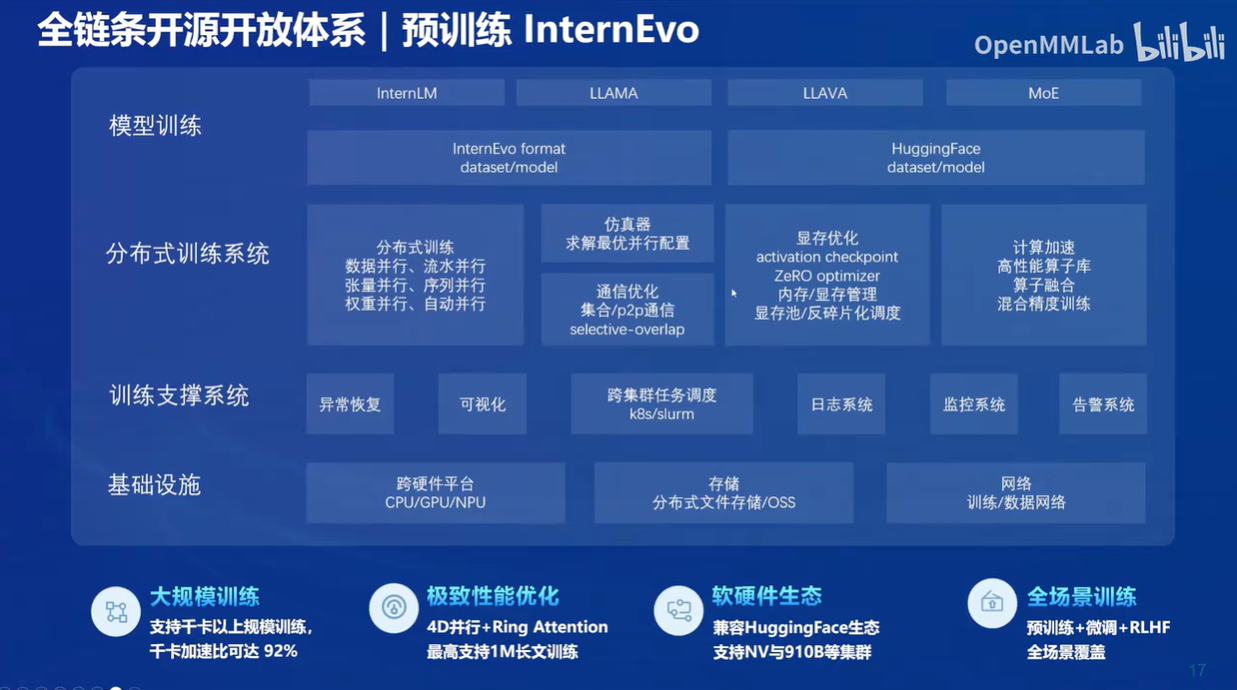 全链条开源开放体系 | 预训练 InternEvo
OpenMMLab bilibili
模型训练
InternLM
LLAMA
LLAVA
MoE
InternEvo format
dataset/model
HuggingFace
dataset/model
分布式训练系统
分布式训练
数据并行、流水并行
张量并行、序列并行
权重并行、自动并行
仿真器
求解最优并行配置
通信优化
集合/p2p通信
selective-overlap
显存优化
activation checkpoint
ZeRO optimizer
内存/显存管理
显存池/反碎片化调度
计算加速
高性能算子库
算子融合
混合精度训练
训练支撑系统
异常恢复
可视化
跨集群任务调度
k8s/slurm
日志系统
监控系统
告警系统
基础设施
跨硬件平台
CPU/GPU/NPU
存储
分布式文件存储/OSS
网络
训练/数据网络
大规模训练
支持千卡以上规模训练,
千卡加速比可达 92%
极致性能优化
4D并行+Ring Attention
最高支持1M长文训练
软硬件生态
兼容HuggingFace生态
支持NV与910B等集群
全场景训练
预训练+微调+RLHF
全场景覆盖
17